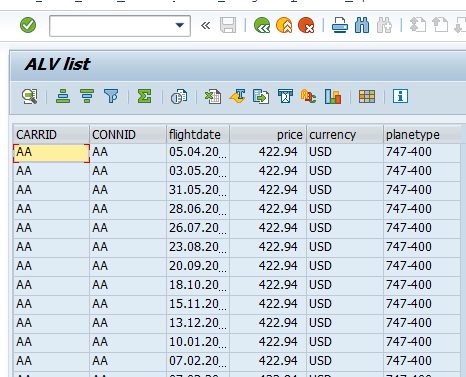 ALV list
CARRID CONNID flightdate price currency planetype
AA AA 05.04.20... 422.94 USD 747-400
AA AA 03.05.20... 422.94 USD 747-400
AA AA 31.05.20... 422.94 USD 747-400
AA AA 28.06.20... 422.94 USD 747-400
AA AA 26.07.20... 422.94 USD 747-400
AA AA 23.08.20... 422.94 USD 747-400
AA AA 20.09.20... 422.94 USD 747-400
AA AA 18.10.20... 422.94 USD 747-400
AA AA 15.11.20... 422.94 USD 747-400
AA AA 13.12.20... 422.94 USD 747-400
AA AA 10.01.20... 422.94 USD 747-400
AA AA 07.02.20... 422.94 USD 747-400